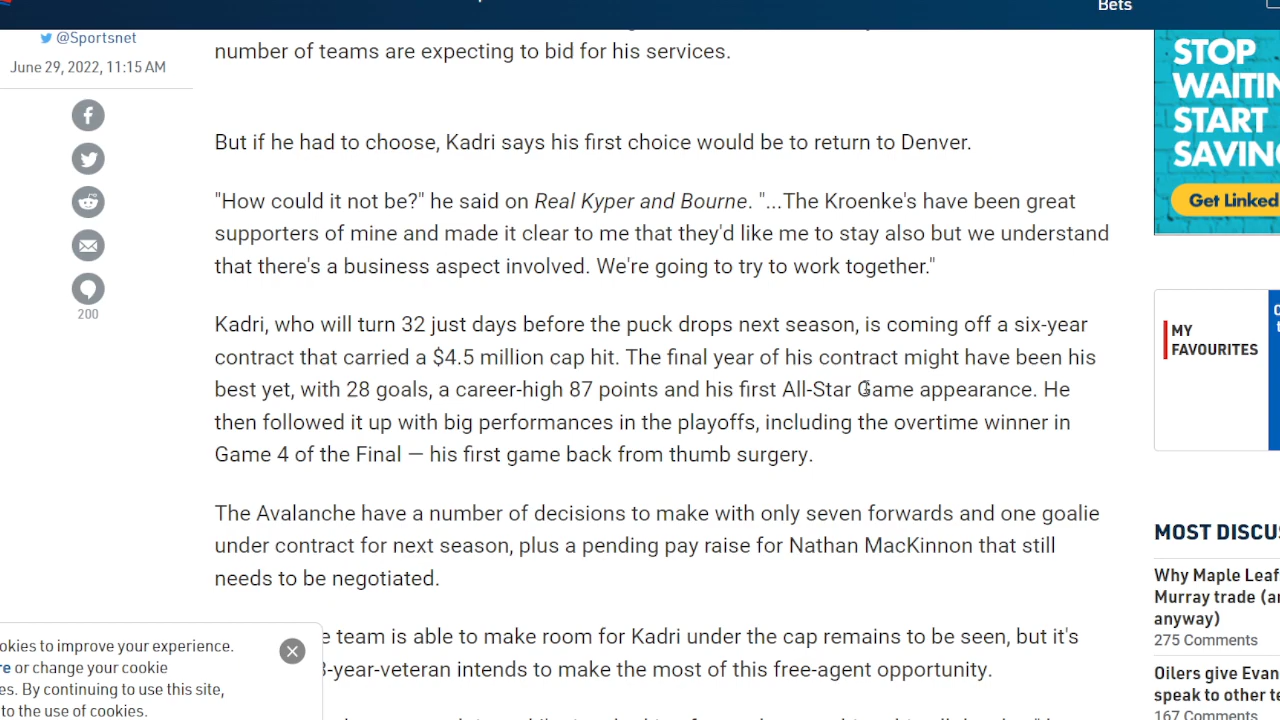 Bets
@Sportsnet
June 29, 2022, 11:15 AM
200
number of teams are expecting to bid for his services.
But if he had to choose, Kadri says his first choice would be to return to Denver.
"How could it not be?" he said on Real Kyper and Bourne. "...The Kroenke's have been great
supporters of mine and made it clear to me that they'd like me to stay also but we understand
that there's a business aspect involved. We're going to try to work together."
Kadri, who will turn 32 just days before the puck drops next season, is coming off a six-year
contract that carried a $4.5 million cap hit. The final year of his contract might have been his
best yet, with 28 goals, a career-high 87 points and his first All-Star Game appearance. He
then followed it up with big performances in the playoffs, including the overtime winner in
Game 4 of the Final — his first game back from thumb surgery.
The Avalanche have a number of decisions to make with only seven forwards and one goalie
under contract for next season, plus a pending pay raise for Nathan MacKinnon that still
needs to be negotiated.
team is able to make room for Kadri under the cap remains to be seen, but it's
-year-veteran intends to make the most of this free-agent opportunity.
okies to improve your experience.
re or change your cookie
es. By continuing to use this site,
to the use of cookies.
STOP
WAITIN
START
SAVING
Get Linked
MY
FAVOURITES
MOST DISCU
Why Maple Leaf
Murray trade (a
anyway)
275 Comments
Oilers give Evan
speak to other te
167 Comments